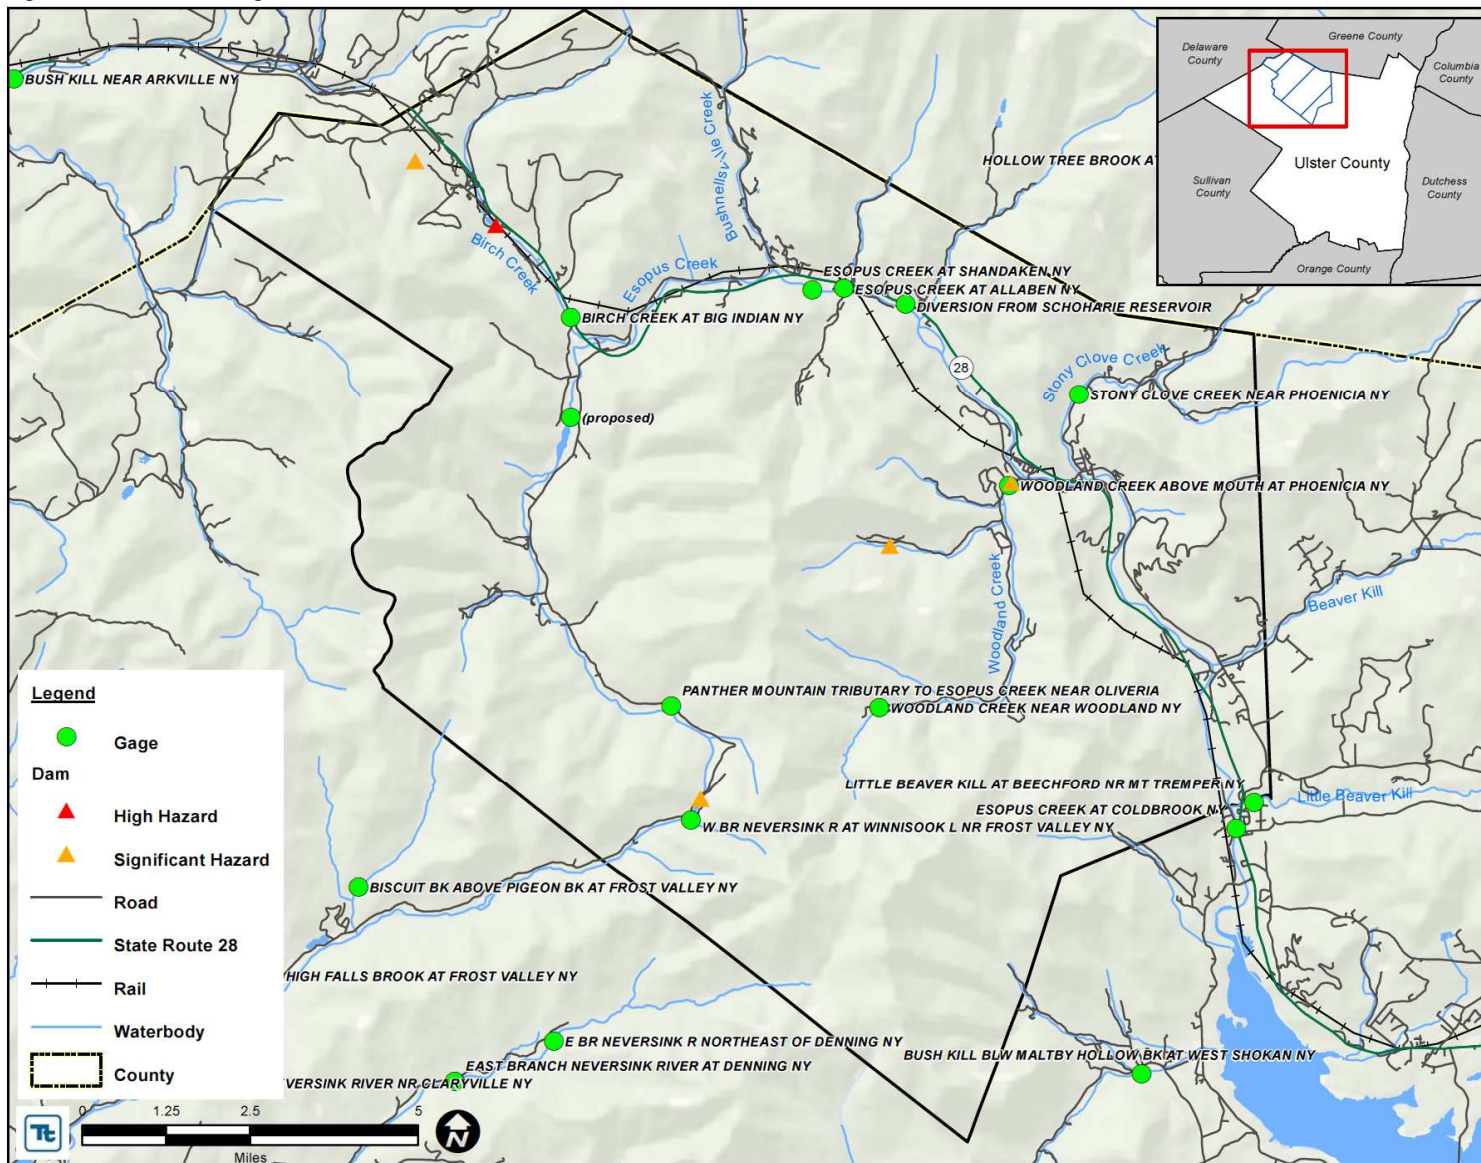 Delaware
County
Greene County
Columbia
County
Ulster County
Sullivan
County
Dutchess
County
Orange County
BUSH KILL NEAR ARKVILLE NY
Bushnellsville Creek
HOLLOW TREE BROOK AT
Birch Creek
Esopus Creek
ESOPUS CREEK AT SHANDAKEN NY
ESOPUS CREEK AT ALLABEN NY
DIVERSION FROM SCHOHARIE RESERVOIR
BIRCH CREEK AT BIG INDIAN NY
28
Stony Clove Creek
STONY CLOVE CREEK NEAR PHOENICIA NY
(proposed)
WOODLAND CREEK ABOVE MOUTH AT PHOENICIA NY
Woodland Creek
Beaver Kill
PANTHER MOUNTAIN TRIBUTARY TO ESOPUS CREEK NEAR OLIVERIA
WOODLAND CREEK NEAR WOODLAND NY
LITTLE BEAVER KILL AT BEECHFORD NR MT TREMPER NY
Little Beaver Kill
ESOPUS CREEK AT COLDBROOK NY
W BR NEVERSINK R AT WINNISOOK L NR FROST VALLEY NY
BISCUIT BK ABOVE PIGEON BK AT FROST VALLEY NY
HIGH FALLS BROOK AT FROST VALLEY NY
E BR NEVERSINK R NORTHEAST OF DENNING NY
BUSH KILL BLW MALTBY HOLLOW BK AT WEST SHOKAN NY
EAST BRANCH NEVERSINK RIVER AT DENNING NY
EVERSINK RIVER NR CLARYVILLE NY
Legend
Gage
Dam
High Hazard
Significant Hazard
Road
State Route 28
Rail
Waterbody
County
Tt
0 1.25 2.5 5
Miles
N